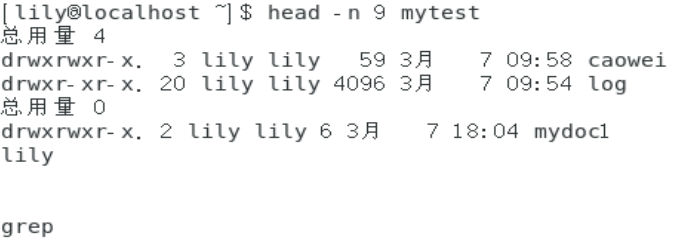 [lily@localhost ~]$ head -n 9 mytest
总用量 4
drwxrwxr-x.  3 lily lily   59 3月   7 09:58 caowei
drwxr-xr-x. 20 lily lily 4096 3月   7 09:54 log
总用量 0
drwxrwxr-x. 2 lily lily 6 3月   7 18:04 mydoc1
lily
grep